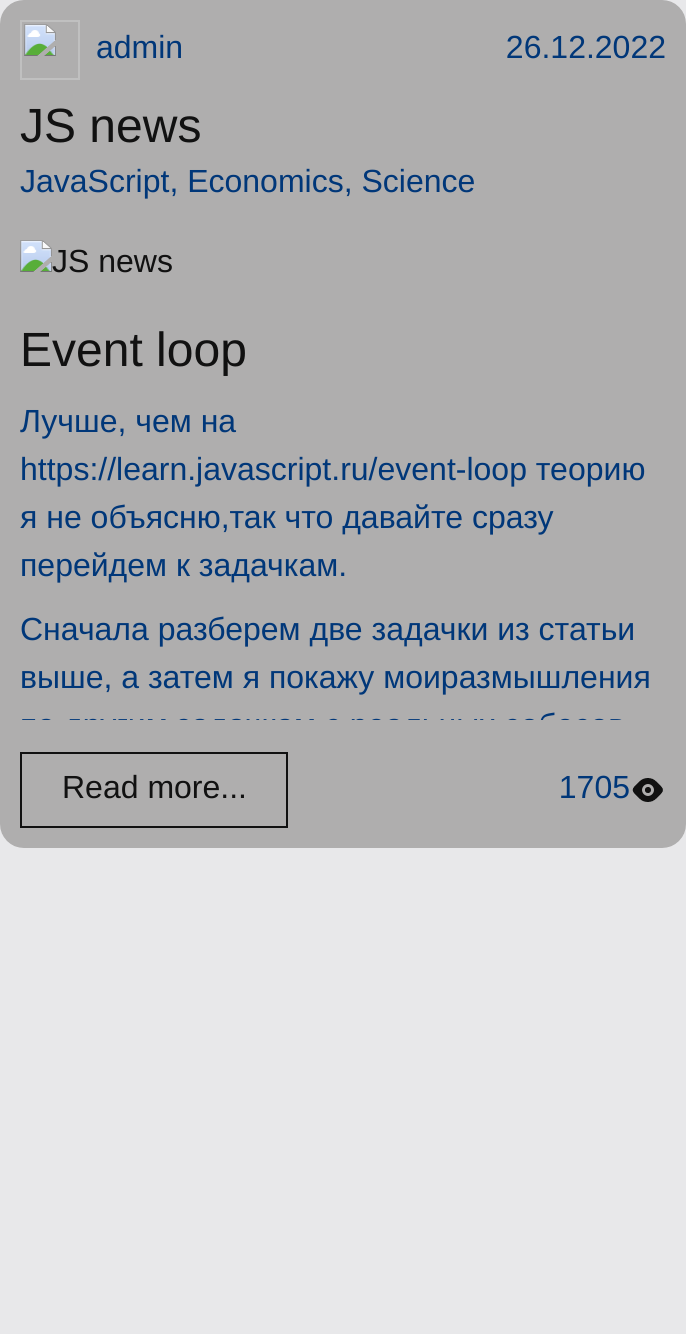 admin 26.12.2022
JS news
JavaScript, Economics, Science
JS news
Event loop
Лучше, чем на
https://learn.javascript.ru/event-loop теорию
я не объясню,так что давайте сразу
перейдем к задачкам.
Сначала разберем две задачки из статьи
выше, а затем я покажу моиразмышления
Read more... 1705